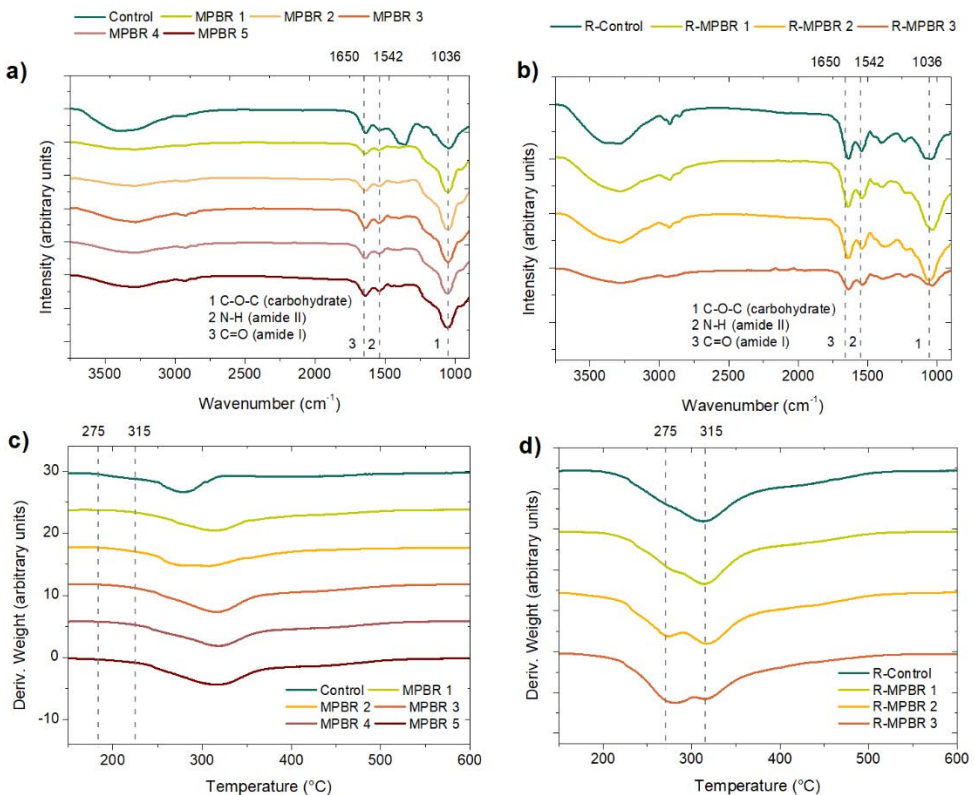 Control MPBR 1 MPBR 2 MPBR 3
MPBR 4 MPBR 5
a)
1650 1542 1036
Intensity (arbitrary units)
1 C-O-C (carbohydrate)
2 N-H (amide II)
3 C=O (amide I)
3 2 1
3750 3000 2500 2000 1500 1000
Wavenumber (cm⁻¹)
R-Control R-MPBR 1 R-MPBR 2 R-MPBR 3
b)
1650 1542 1036
Intensity (arbitrary units)
1 C-O-C (carbohydrate)
2 N-H (amide II)
3 C=O (amide I)
3 2 1
3750 3000 2500 2000 1500 1000
Wavenumber (cm⁻¹)
c)
275 315
Deriv. Weight (arbitrary units)
30
20
10
0
-10
Control MPBR 1
MPBR 2 MPBR 3
MPBR 4 MPBR 5
200 300 400 500 600
Temperature (°C)
d)
275 315
Deriv. Weight (arbitrary units)
R-Control
R-MPBR 1
R-MPBR 2
R-MPBR 3
200 300 400 500 600
Temperature (°C)